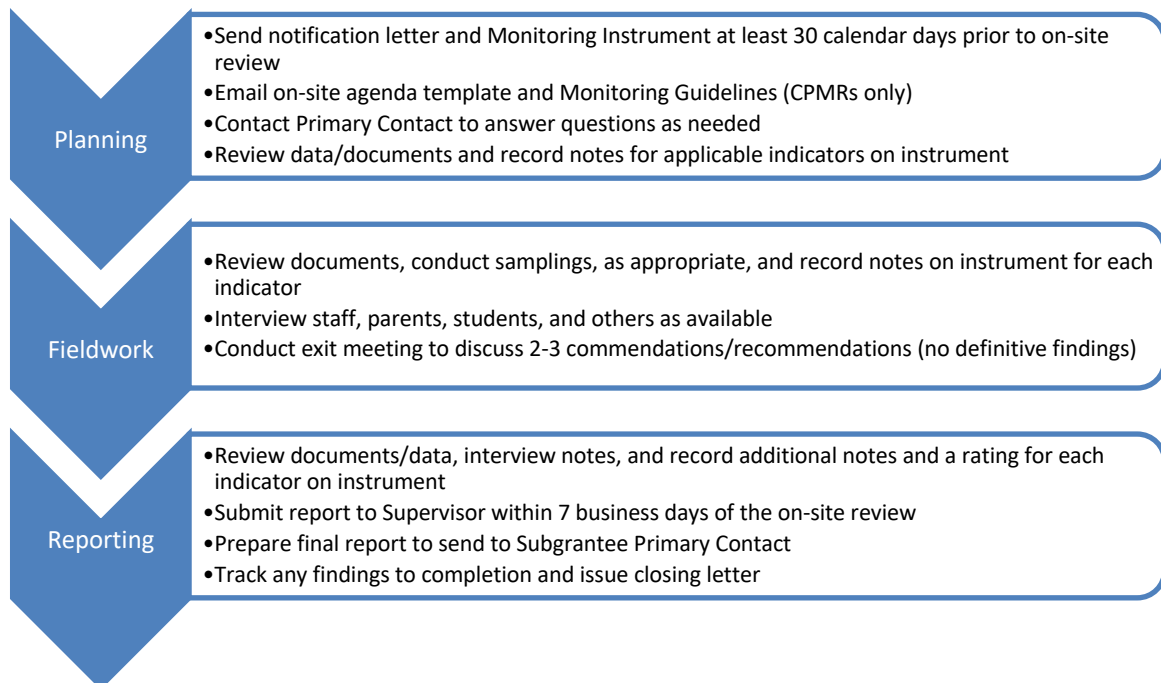 Planning
•Send notification letter and Monitoring Instrument at least 30 calendar days prior to on-site
review
•Email on-site agenda template and Monitoring Guidelines (CPMRs only)
•Contact Primary Contact to answer questions as needed
•Review data/documents and record notes for applicable indicators on instrument
Fieldwork
•Review documents, conduct samplings, as appropriate, and record notes on instrument for each
indicator
•Interview staff, parents, students, and others as available
•Conduct exit meeting to discuss 2-3 commendations/recommendations (no definitive findings)
Reporting
•Review documents/data, interview notes, and record additional notes and a rating for each
indicator on instrument
•Submit report to Supervisor within 7 business days of the on-site review
•Prepare final report to send to Subgrantee Primary Contact
•Track any findings to completion and issue closing letter